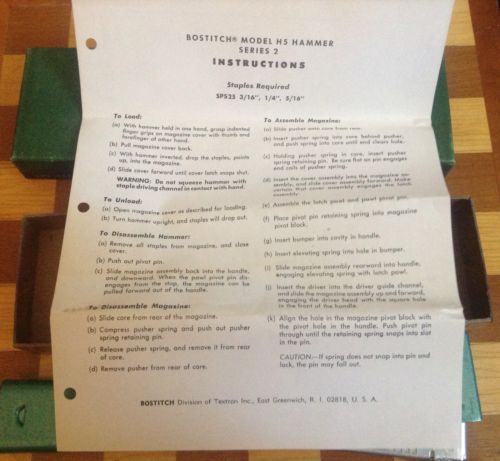 BOSTITCH® MODEL H5 HAMMER
SERIES 2
INSTRUCTIONS
Staples Required
SP525 3/16", 1/4", 5/16"
To Load:
(a) With hammer held in one hand, grasp indented
finger grips on magazine cover with thumb and
forefinger of other hand.
(b) Pull magazine cover back.
(c) With hammer inverted, drop the staples, points
up, into the magazine.
(d) Slide cover forward until cover latch snaps shut.
WARNING: Do not squeeze hammer with
staple driving channel in contact with hand.
To Unload:
(a) Open magazine cover as described for loading.
(b) Turn hammer upright, and staples will drop out.
To Disassemble Hammer:
(a) Remove all staples from magazine, and close
cover.
(b) Push out pivot pin.
(c) Slide magazine assembly back into the handle,
and downward. When the pawl pivot pin dis-
engages from the stop, the magazine can be
pulled forward out of the handle.
To Disassemble Magazine:
(a) Slide core from rear of the magazine.
(b) Compress pusher spring and push out pusher
spring retaining pin.
(c) Release pusher spring, and remove it from rear
of core.
(d) Remove pusher from rear of core.
To Assemble Magazine:
(a) Slide pusher onto core from rear.
(b) Insert pusher spring into core behind pusher,
and push spring into core until end clears hole.
(c) Holding pusher spring in core, insert pusher
spring retaining pin. Be sure flat on pin engages
end coils of pusher spring.
(d) Insert the cover assembly into the magazine as-
sembly, and slide cover assembly forward. Make
certain that cover assembly engages the latch
assembly.
(e) Assemble the latch pawl and pawl pivot pin.
(f) Place pivot pin retaining spring into magazine
pivot block.
(g) Insert bumper into cavity in handle.
(h) Insert elevating spring into hole in bumper.
(i) Slide magazine assembly rearward into handle,
engaging elevating spring with latch pawl.
(j) Insert the driver into the driver guide channel,
and slide the magazine assembly up and forward,
engaging the driver head with the square hole
in the front of the handle.
(k) Align the hole in the magazine pivot block with
the pivot hole in the handle. Push pivot pin
through until the retaining spring snaps into slot
in the pin.
CAUTION:—If spring does not snap into pin and
lock, the pin may fall out.
BOSTITCH Division of Textron Inc., East Greenwich, R. I. 02818, U. S. A.